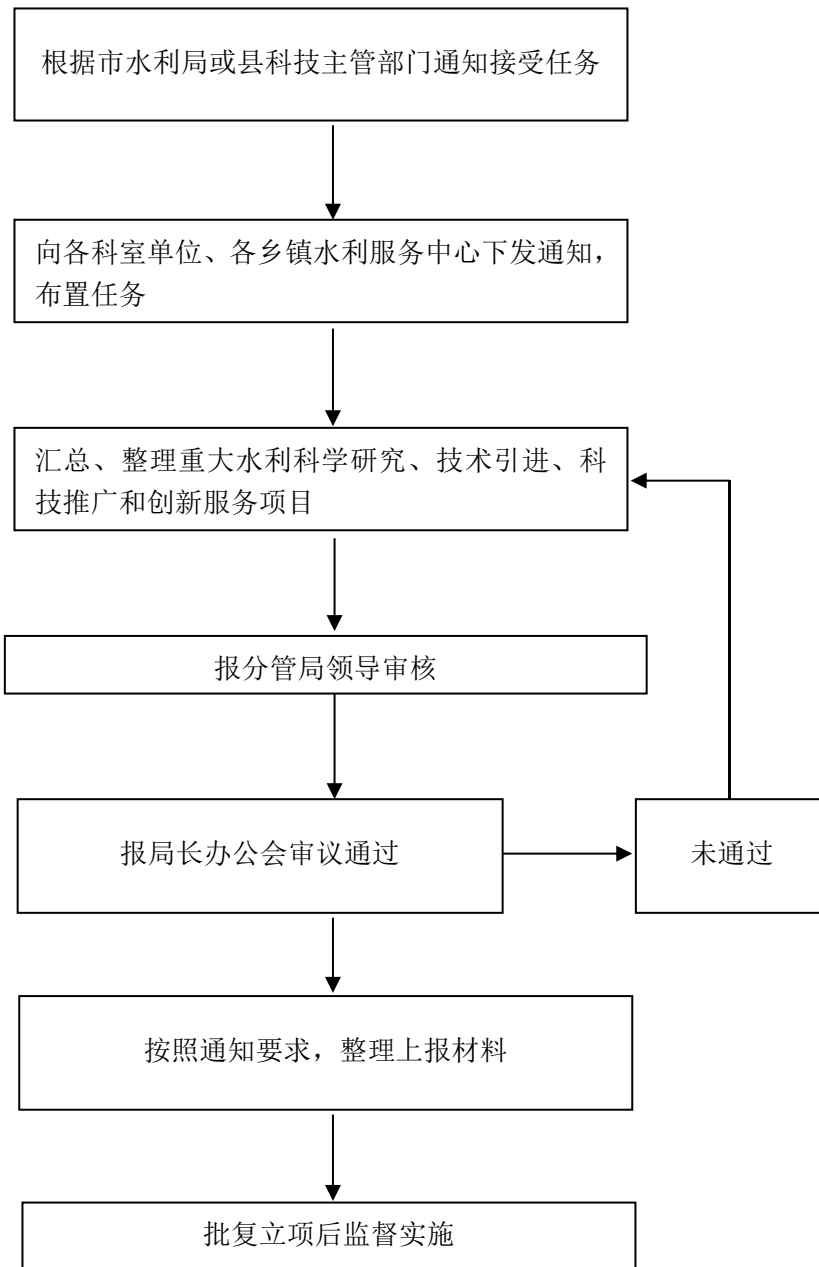 根据市水利局或县科技主管部门通知接受任务
向各科室单位、各乡镇水利服务中心下发通知，
布置任务
汇总、整理重大水利科学研究、技术引进、科
技推广和创新服务项目
报分管局领导审核
报局长办公会审议通过
未通过
按照通知要求，整理上报材料
批复立项后监督实施